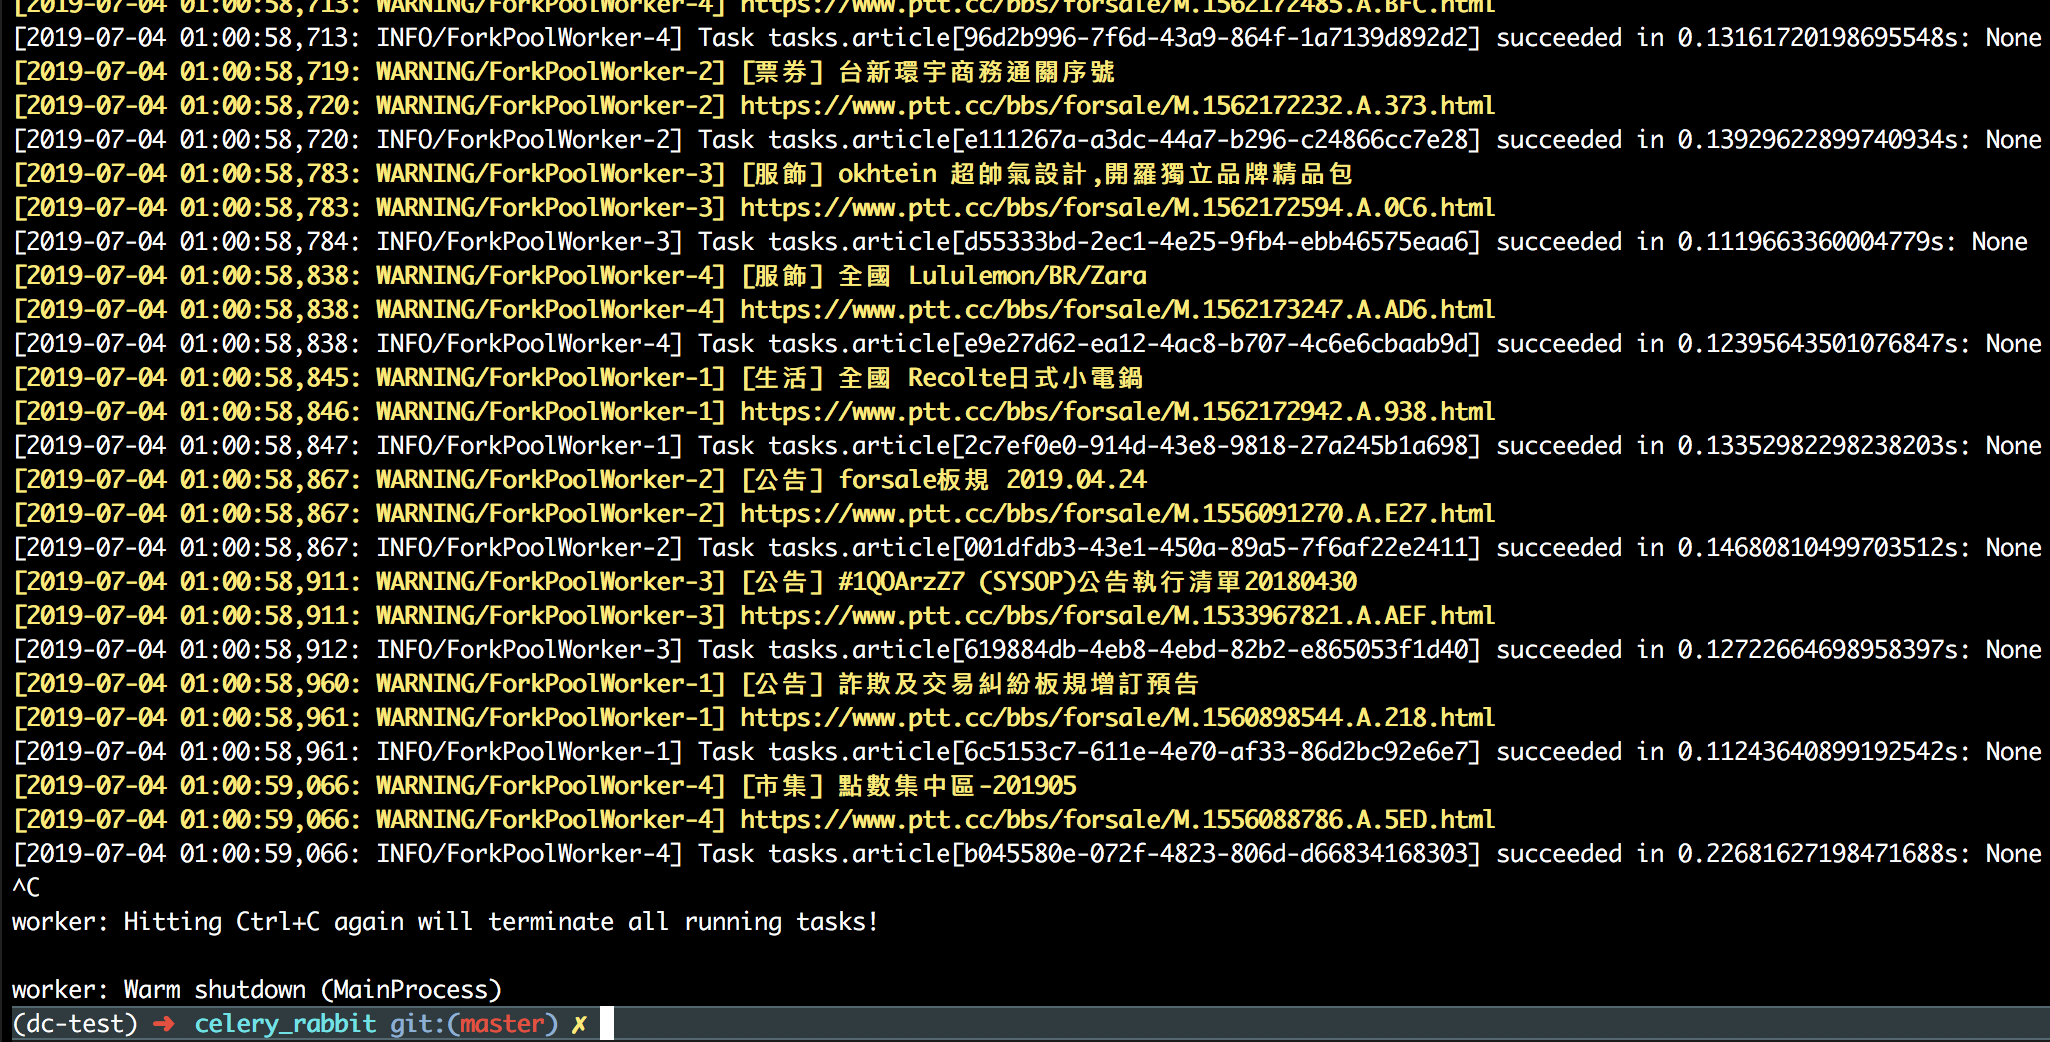 [2019-07-04 01:00:58,713: WARNING/ForkPoolWorker-4] https://www.ptt.cc/bbs/forsale/M.1562172485.A.BFC.html
[2019-07-04 01:00:58,713: INFO/ForkPoolWorker-4] Task tasks.article[96d2b996-7f6d-43a9-864f-1a7139d892d2] succeeded in 0.13161720198695548s: None
[2019-07-04 01:00:58,719: WARNING/ForkPoolWorker-2] [票券] 台新環宇商務通關序號
[2019-07-04 01:00:58,720: WARNING/ForkPoolWorker-2] https://www.ptt.cc/bbs/forsale/M.1562172232.A.373.html
[2019-07-04 01:00:58,720: INFO/ForkPoolWorker-2] Task tasks.article[e111267a-a3dc-44a7-b296-c24866cc7e28] succeeded in 0.13929622899740934s: None
[2019-07-04 01:00:58,783: WARNING/ForkPoolWorker-3] [服飾] okhtein 超帥氣設計,開羅獨立品牌精品包
[2019-07-04 01:00:58,783: WARNING/ForkPoolWorker-3] https://www.ptt.cc/bbs/forsale/M.1562172594.A.0C6.html
[2019-07-04 01:00:58,784: INFO/ForkPoolWorker-3] Task tasks.article[d55333bd-2ec1-4e25-9fb4-ebb46575eaa6] succeeded in 0.1119663360004779s: None
[2019-07-04 01:00:58,838: WARNING/ForkPoolWorker-4] [服飾] 全國 Lululemon/BR/Zara
[2019-07-04 01:00:58,838: WARNING/ForkPoolWorker-4] https://www.ptt.cc/bbs/forsale/M.1562173247.A.AD6.html
[2019-07-04 01:00:58,838: INFO/ForkPoolWorker-4] Task tasks.article[e9e27d62-ea12-4ac8-b707-4c6e6cbaab9d] succeeded in 0.12395643501076847s: None
[2019-07-04 01:00:58,845: WARNING/ForkPoolWorker-1] [生活] 全國 Recolte日式小電鍋
[2019-07-04 01:00:58,846: WARNING/ForkPoolWorker-1] https://www.ptt.cc/bbs/forsale/M.1562172942.A.938.html
[2019-07-04 01:00:58,847: INFO/ForkPoolWorker-1] Task tasks.article[2c7ef0e0-914d-43e8-9818-27a245b1a698] succeeded in 0.13352982298238203s: None
[2019-07-04 01:00:58,867: WARNING/ForkPoolWorker-2] [公告] forsale板規 2019.04.24
[2019-07-04 01:00:58,867: WARNING/ForkPoolWorker-2] https://www.ptt.cc/bbs/forsale/M.1556091270.A.E27.html
[2019-07-04 01:00:58,867: INFO/ForkPoolWorker-2] Task tasks.article[001dfdb3-43e1-450a-89a5-7f6af22e2411] succeeded in 0.14680810499703512s: None
[2019-07-04 01:00:58,911: WARNING/ForkPoolWorker-3] [公告] #1QOArzZ7 (SYSOP)公告執行清單20180430
[2019-07-04 01:00:58,911: WARNING/ForkPoolWorker-3] https://www.ptt.cc/bbs/forsale/M.1533967821.A.AEF.html
[2019-07-04 01:00:58,912: INFO/ForkPoolWorker-3] Task tasks.article[619884db-4eb8-4ebd-82b2-e865053f1d40] succeeded in 0.12722664698958397s: None
[2019-07-04 01:00:58,960: WARNING/ForkPoolWorker-1] [公告] 詐欺及交易糾紛板規增訂預告
[2019-07-04 01:00:58,961: WARNING/ForkPoolWorker-1] https://www.ptt.cc/bbs/forsale/M.1560898544.A.218.html
[2019-07-04 01:00:58,961: INFO/ForkPoolWorker-1] Task tasks.article[6c5153c7-611e-4e70-af33-86d2bc92e6e7] succeeded in 0.11243640899192542s: None
[2019-07-04 01:00:59,066: WARNING/ForkPoolWorker-4] [市集] 點數集中區-201905
[2019-07-04 01:00:59,066: WARNING/ForkPoolWorker-4] https://www.ptt.cc/bbs/forsale/M.1556088786.A.5ED.html
[2019-07-04 01:00:59,066: INFO/ForkPoolWorker-4] Task tasks.article[b045580e-072f-4823-806d-d66834168303] succeeded in 0.22681627198471688s: None
^C
worker: Hitting Ctrl+C again will terminate all running tasks!
worker: Warm shutdown (MainProcess)
(dc-test) ➜ celery_rabbit git:(master) ✗